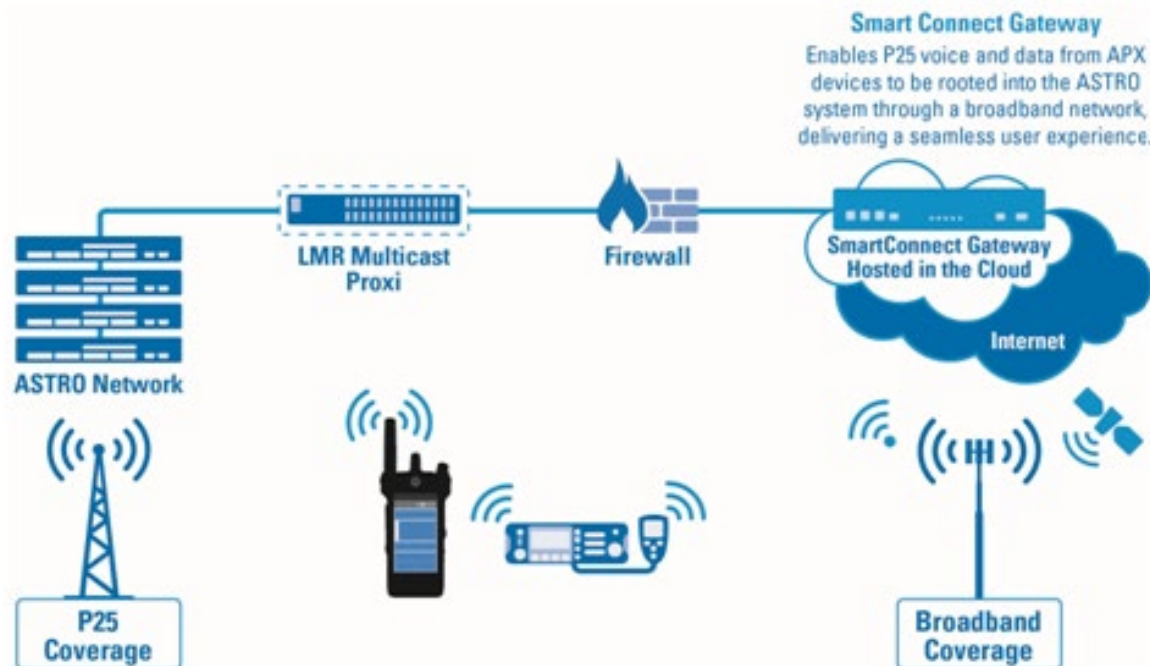 Smart Connect Gateway
Enables P25 voice and data from APX
devices to be rooted into the ASTRO
system through a broadband network,
delivering a seamless user experience.
LMR Multicast
Proxi
Firewall
SmartConnect Gateway
Hosted in the Cloud
Internet
ASTRO Network
P25
Coverage
Broadband
Coverage